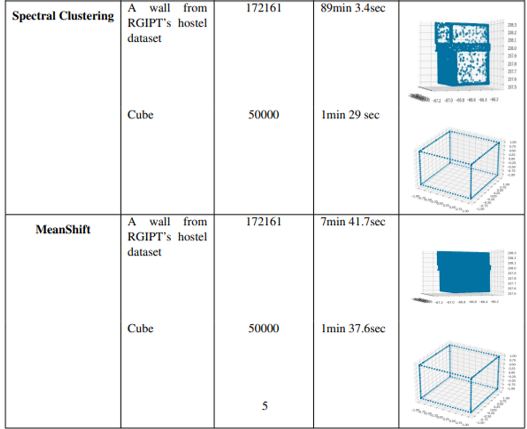 Spectral Clustering
A wall from
RGIPT's hostel
dataset
172161
89min 3.4sec
Cube
50000
1min 29 sec
MeanShift
A wall from
RGIPT's hostel
dataset
172161
7min 41.7sec
Cube
50000
1min 37.6sec
5